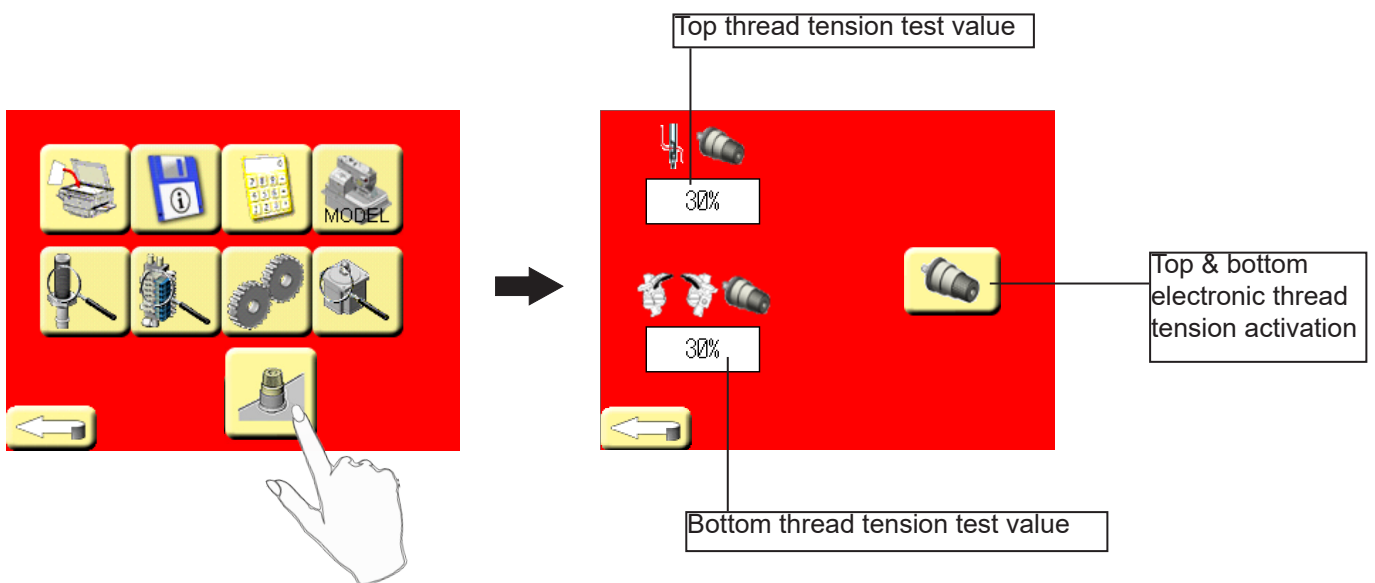 Top thread tension test value
MODEL
30%
30%
Top & bottom
electronic thread
tension activation
Bottom thread tension test value